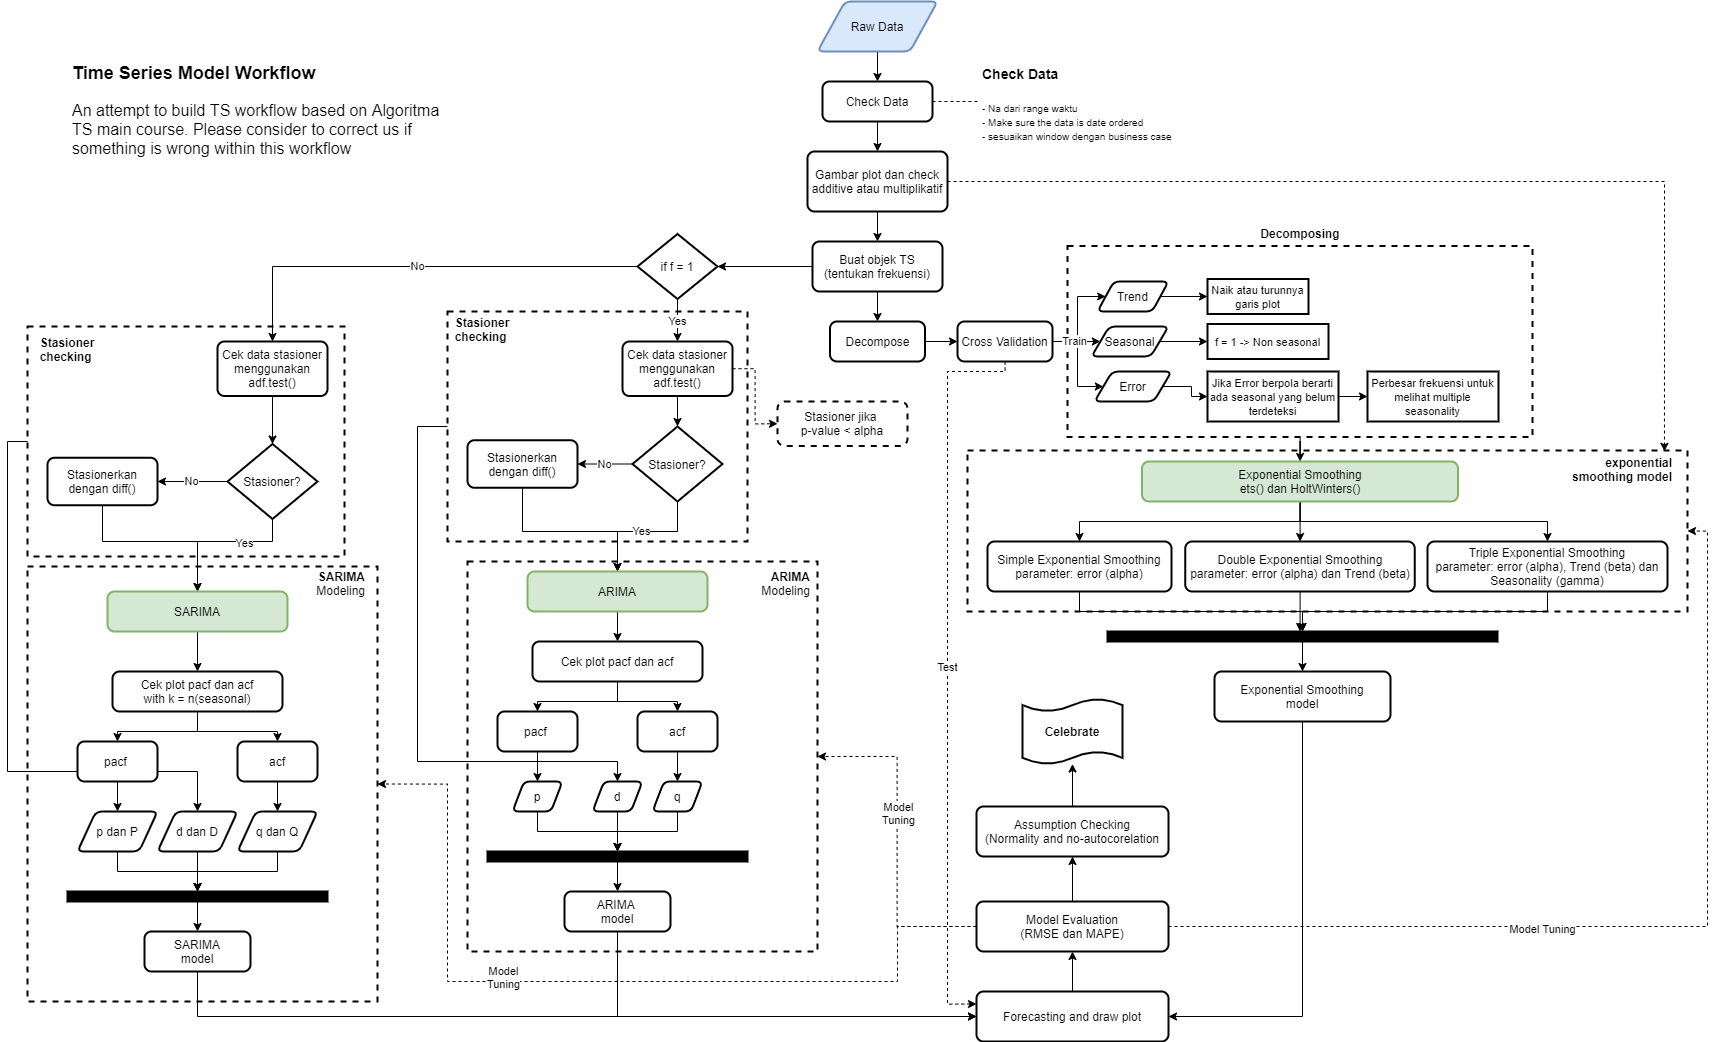 Raw Data
Time Series Model Workflow
An attempt to build TS workflow based on Algoritma
TS main course. Please consider to correct us if
something is wrong within this workflow
Check Data
Check Data
- Na dari range waktu
- Make sure the data is date ordered
- sesuaikan window dengan business case
Gambar plot dan check
additive atau multiplikatif
Buat objek TS
(tentukan frekuensi)
if f = 1
No
Yes
Decompose
Cross Validation
Train
Test
Decomposing
Trend
Naik atau turunnya
garis plot
Seasonal
f = 1 -> Non seasonal
Error
Jika Error berpola berarti
ada seasonal yang belum
terdeteksi
Perbesar frekuensi untuk
melihat multiple
seasonality
Stasioner
checking
Cek data stasioner
menggunakan
adf.test()
Stasioner?
No
Stasionerkan
dengan diff()
Yes
Stasioner
checking
Cek data stasioner
menggunakan
adf.test()
Stasioner jika
p-value < alpha
Stasioner?
No
Stasionerkan
dengan diff()
Yes
exponential
smoothing model
Exponential Smoothing
ets() dan HoltWinters()
Simple Exponential Smoothing
parameter: error (alpha)
Double Exponential Smoothing
parameter: error (alpha) dan Trend (beta)
Triple Exponential Smoothing
parameter: error (alpha), Trend (beta) dan
Seasonality (gamma)
Exponential Smoothing
model
SARIMA
Modeling
SARIMA
Cek plot pacf dan acf
with k = n(seasonal)
pacf
acf
p dan P
d dan D
q dan Q
SARIMA
model
ARIMA
Modeling
ARIMA
Cek plot pacf dan acf
pacf
acf
p
d
q
ARIMA
model
Model
Tuning
Model
Tuning
Model Tuning
Celebrate
Assumption Checking
(Normality and no-autocorelation
Model Evaluation
(RMSE dan MAPE)
Forecasting and draw plot